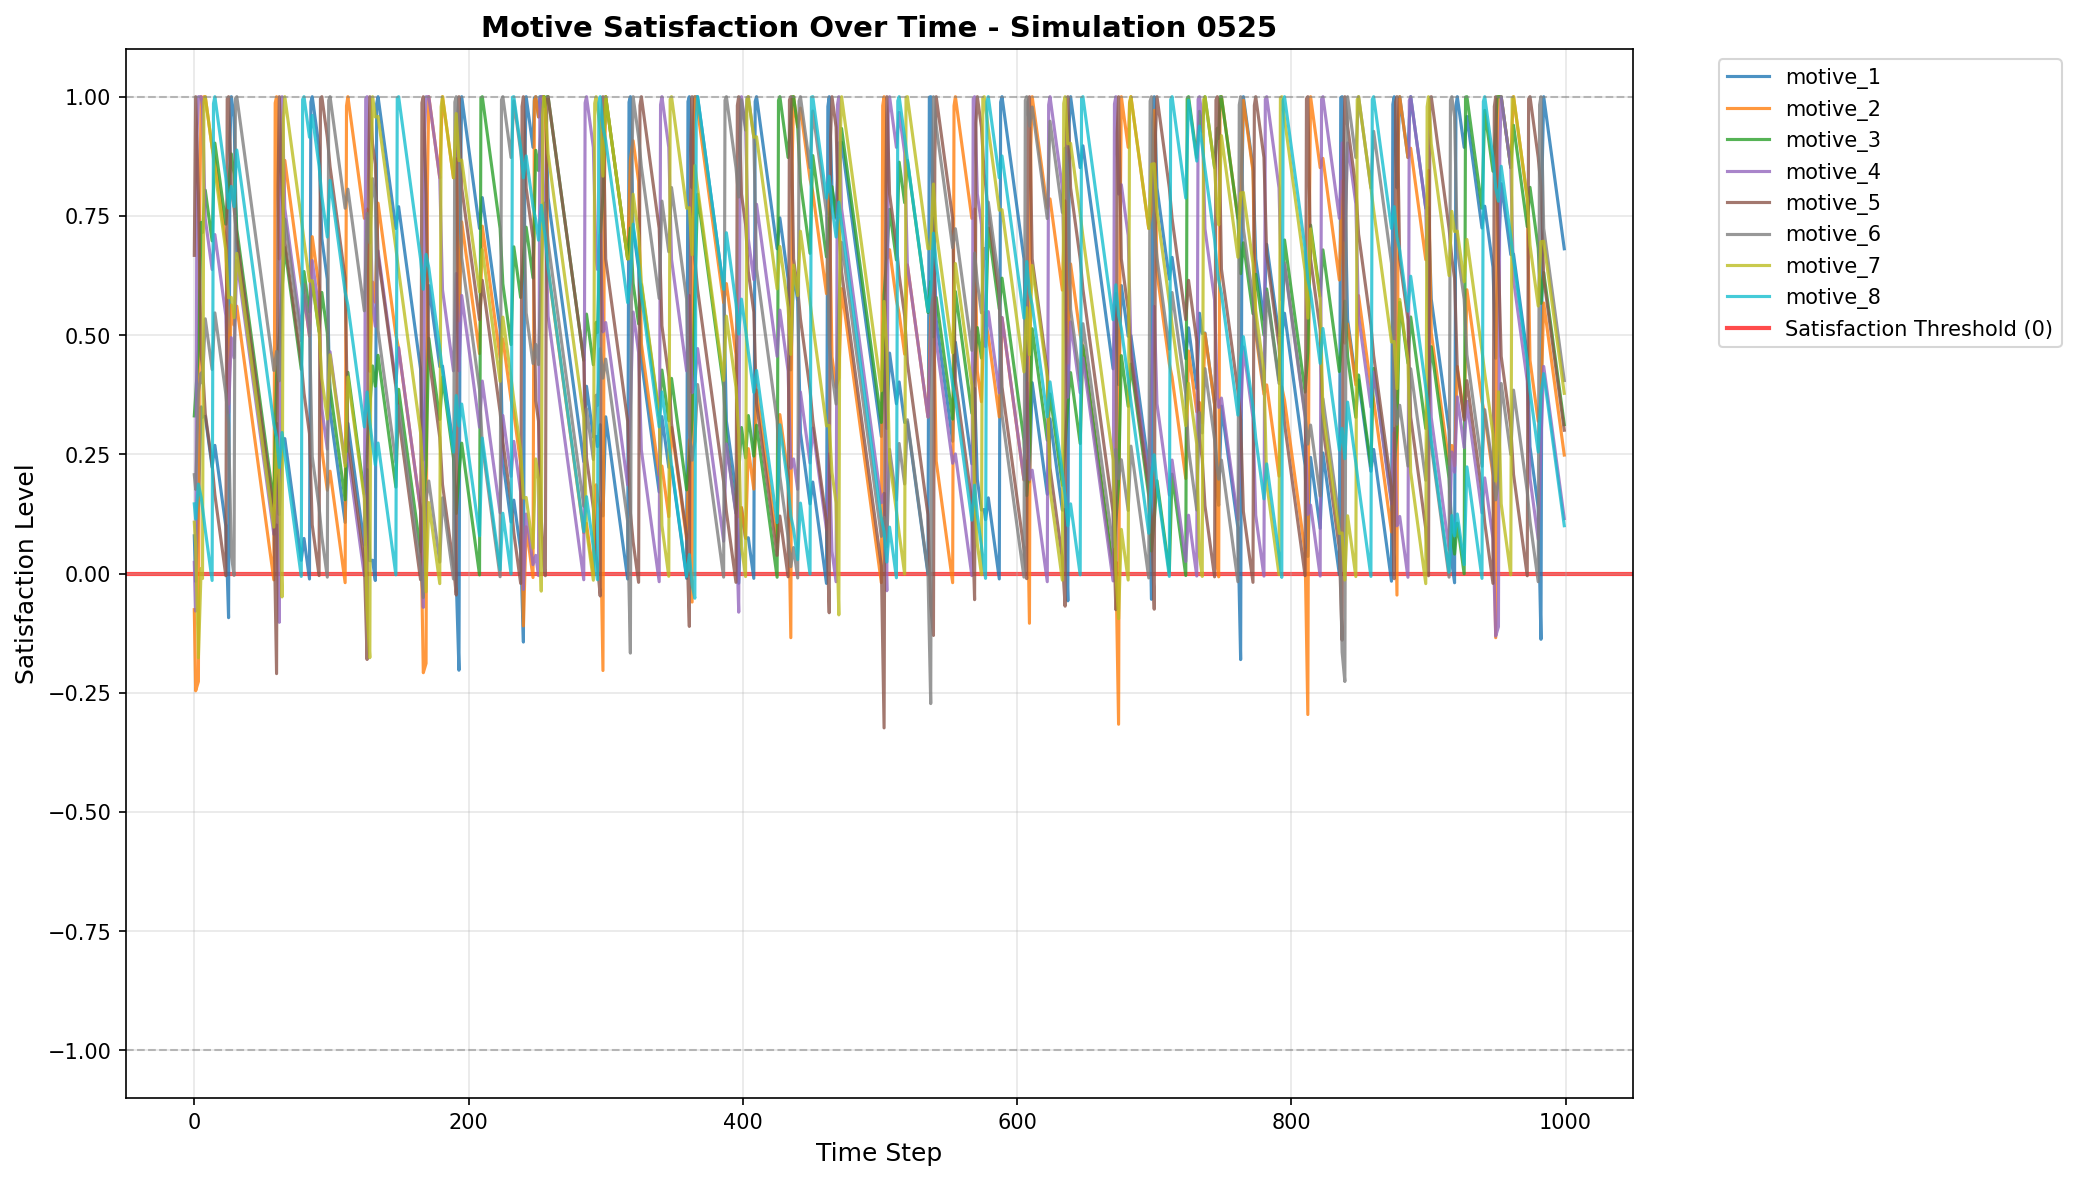 Motive Satisfaction Over Time - Simulation 0525
1.00
0.75
0.50
0.25
0.00
−0.25
−0.50
−0.75
−1.00
Satisfaction Level
0
200
400
600
800
1000
Time Step
motive_1
motive_2
motive_3
motive_4
motive_5
motive_6
motive_7
motive_8
Satisfaction Threshold (0)